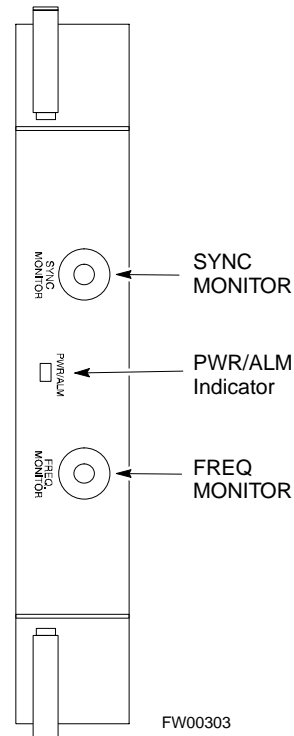 SYNC
MONITOR
SYNC
MONITOR
PWR/ALM
PWR/ALM
Indicator
FREQ.
MONITOR
FREQ
MONITOR
FW00303